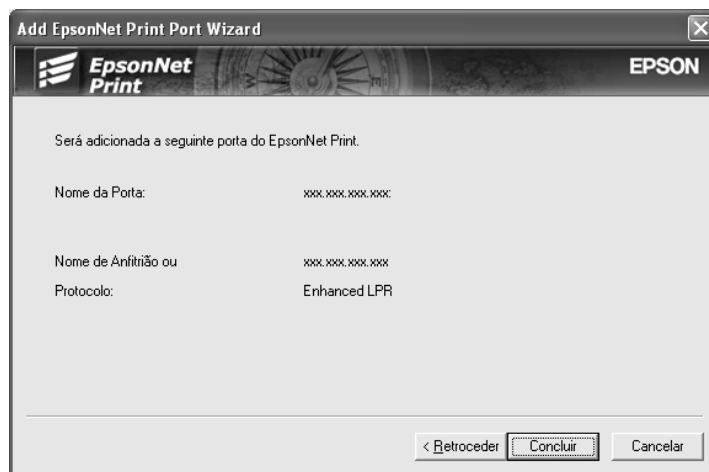 Add EpsonNet Print Port Wizard
EpsonNet
Print
EPSON
W
E
Será adicionada a seguinte porta do EpsonNet Print.
Nome da Porta: xxx.xxx.xxx.xxx:
Nome de Anfitrião ou xxx.xxx.xxx.xxx
Protocolo: Enhanced LPR
< Retroceder Concluir Cancelar